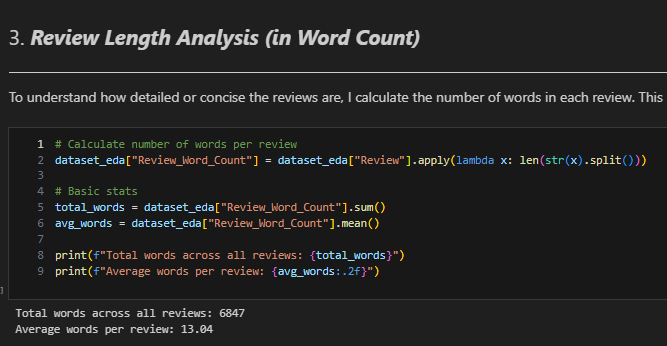 3. Review Length Analysis (in Word Count)
To understand how detailed or concise the reviews are, I calculate the number of words in each review. This
1 # Calculate number of words per review
2 dataset_eda["Review_Word_Count"] = dataset_eda["Review"].apply(lambda x: len(str(x).split()))
3
4 # Basic stats
5 total_words = dataset_eda["Review_Word_Count"].sum()
6 avg_words = dataset_eda["Review_Word_Count"].mean()
7
8 print(f"Total words across all reviews: {total_words}")
9 print(f"Average words per review: {avg_words:.2f}")
]
Total words across all reviews: 6847
Average words per review: 13.04